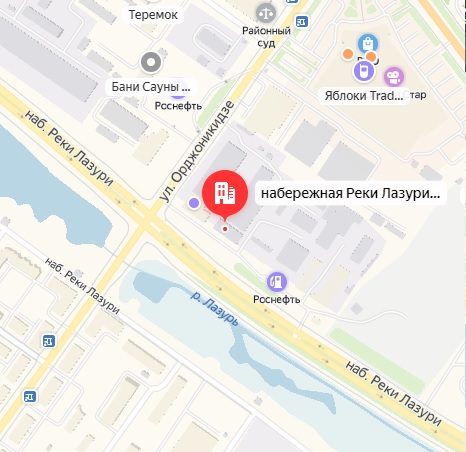 Теремок
Районный
суд
Бани Сауны ...
Роснефть
Яблоки Trad...
тар
наб. Реки Лазури
ул. Орджоникидзе
набережная Реки Лазури...
наб. Реки Лазури
Роснефть
р. Лазурь
наб. Реки Лазури